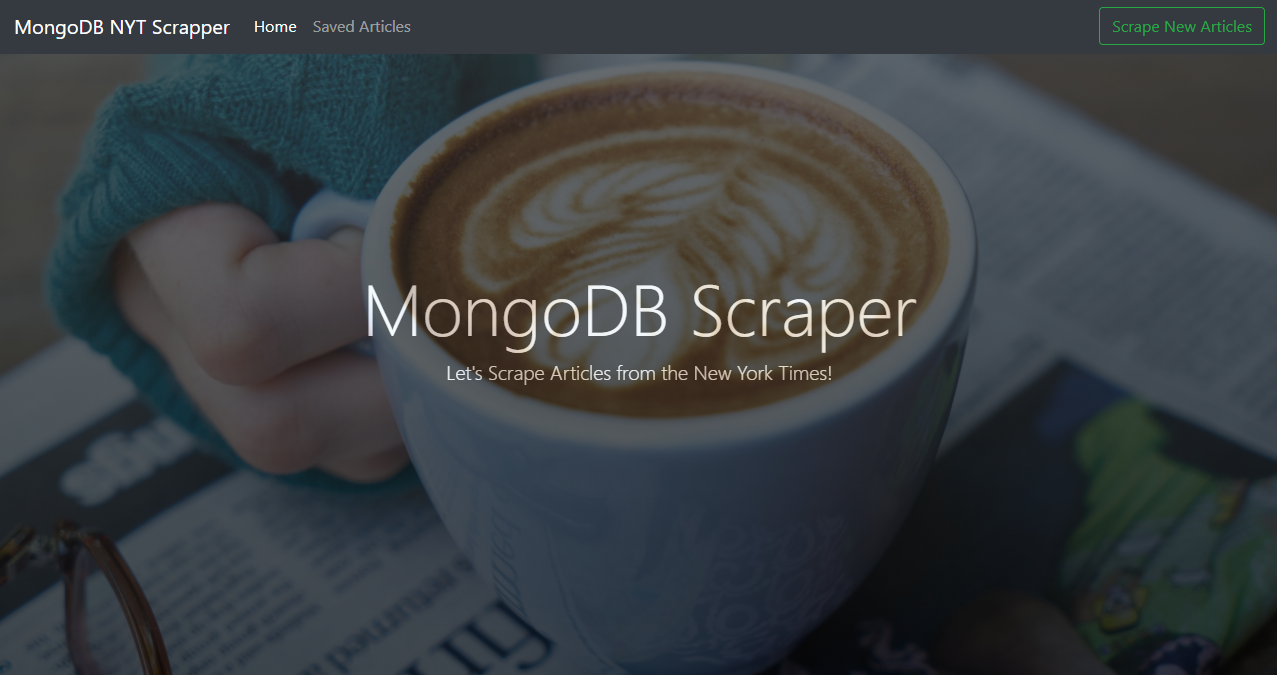 MongoDB NYT Scrapper Home Saved Articles Scrape New Articles
MongoDB Scraper
Let's Scrape Articles from the New York Times!